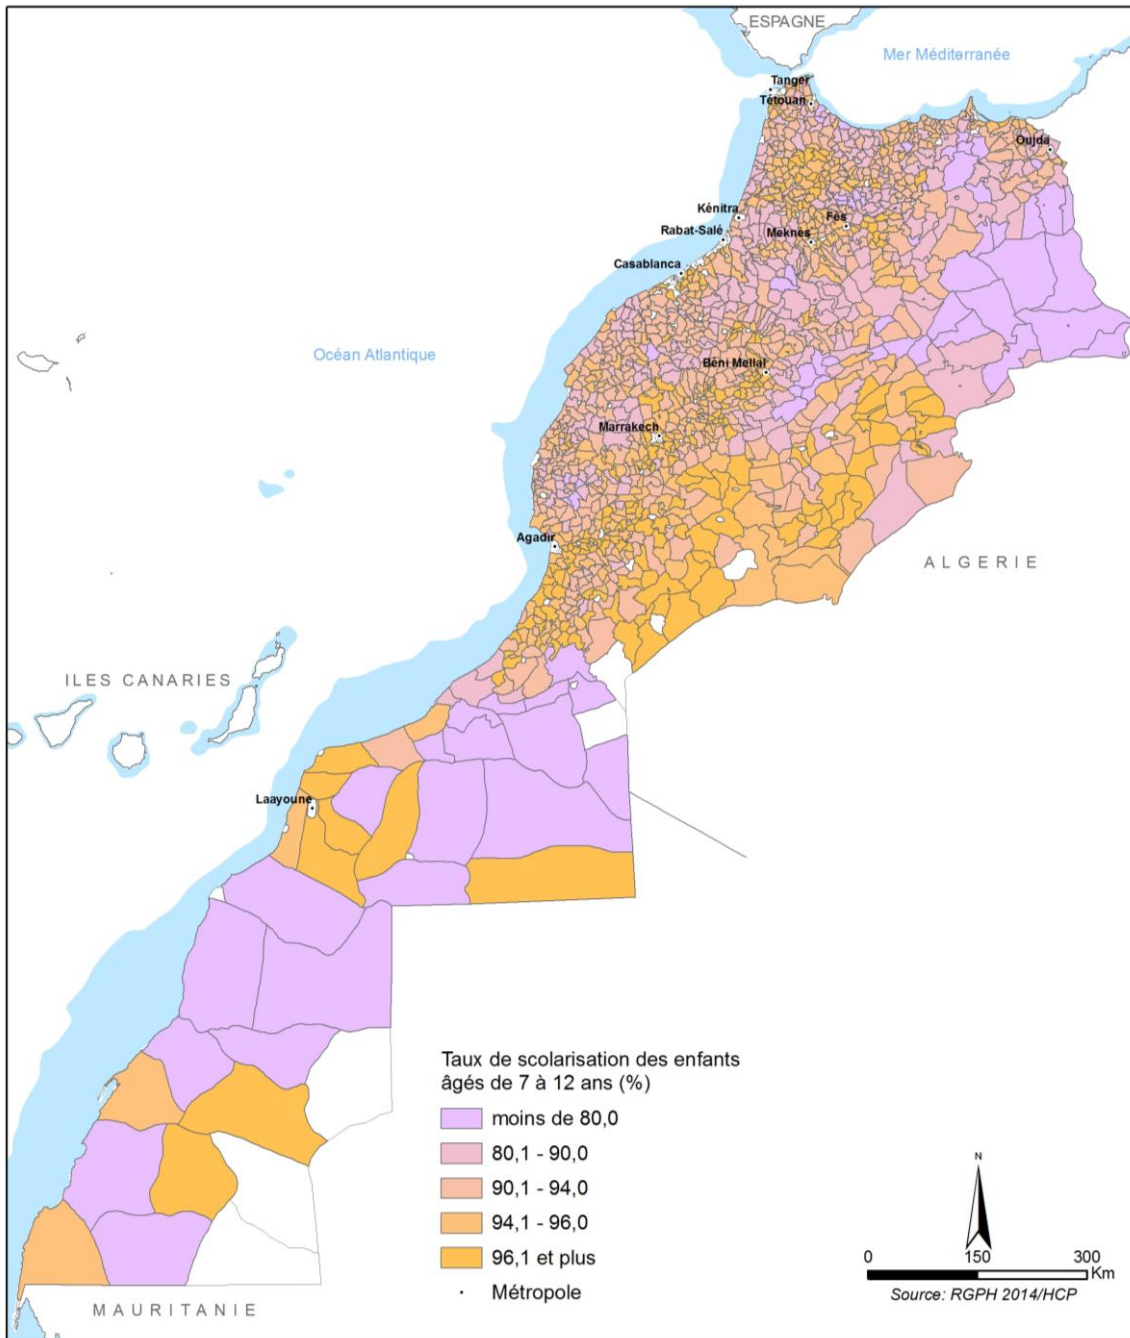 ESPAGNE
Mer Méditerranée
Tanger
Tétouan
Oujda
Kénitra
Fès
Rabat-Salé
Meknès
Casablanca
Océan Atlantique
Béni Mellal
Marrakech
Agadir
ALGERIE
ILES CANARIES
Laayoune
Taux de scolarisation des enfants
âgés de 7 à 12 ans (%)
moins de 80,0
80,1 - 90,0
90,1 - 94,0
94,1 - 96,0
96,1 et plus
Métropole
N
0 150 300
Km
Source: RGPH 2014/HCP
MAURITANIE